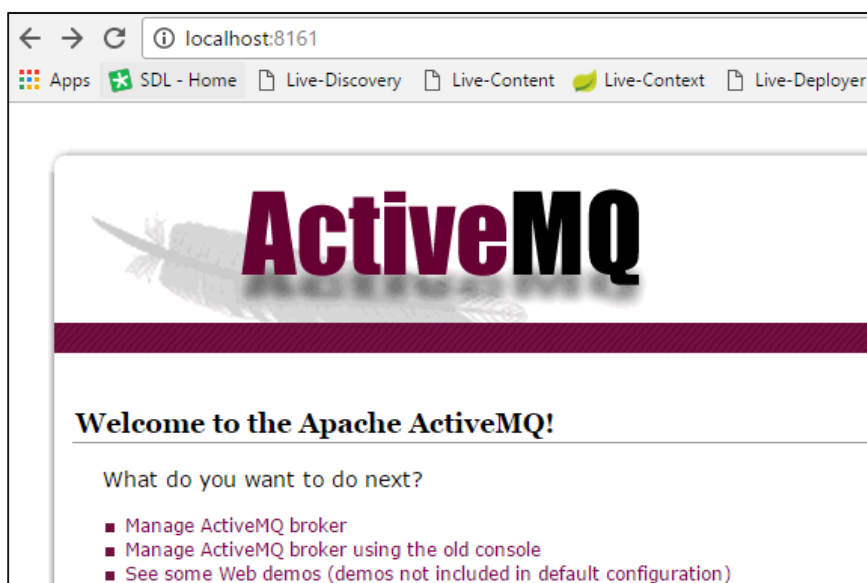 localhost:8161
Apps SDL - Home Live-Discovery Live-Content Live-Context Live-Deployer
ActiveMQ
Welcome to the Apache ActiveMQ!
What do you want to do next?
Manage ActiveMQ broker
Manage ActiveMQ broker using the old console
See some Web demos (demos not included in default configuration)